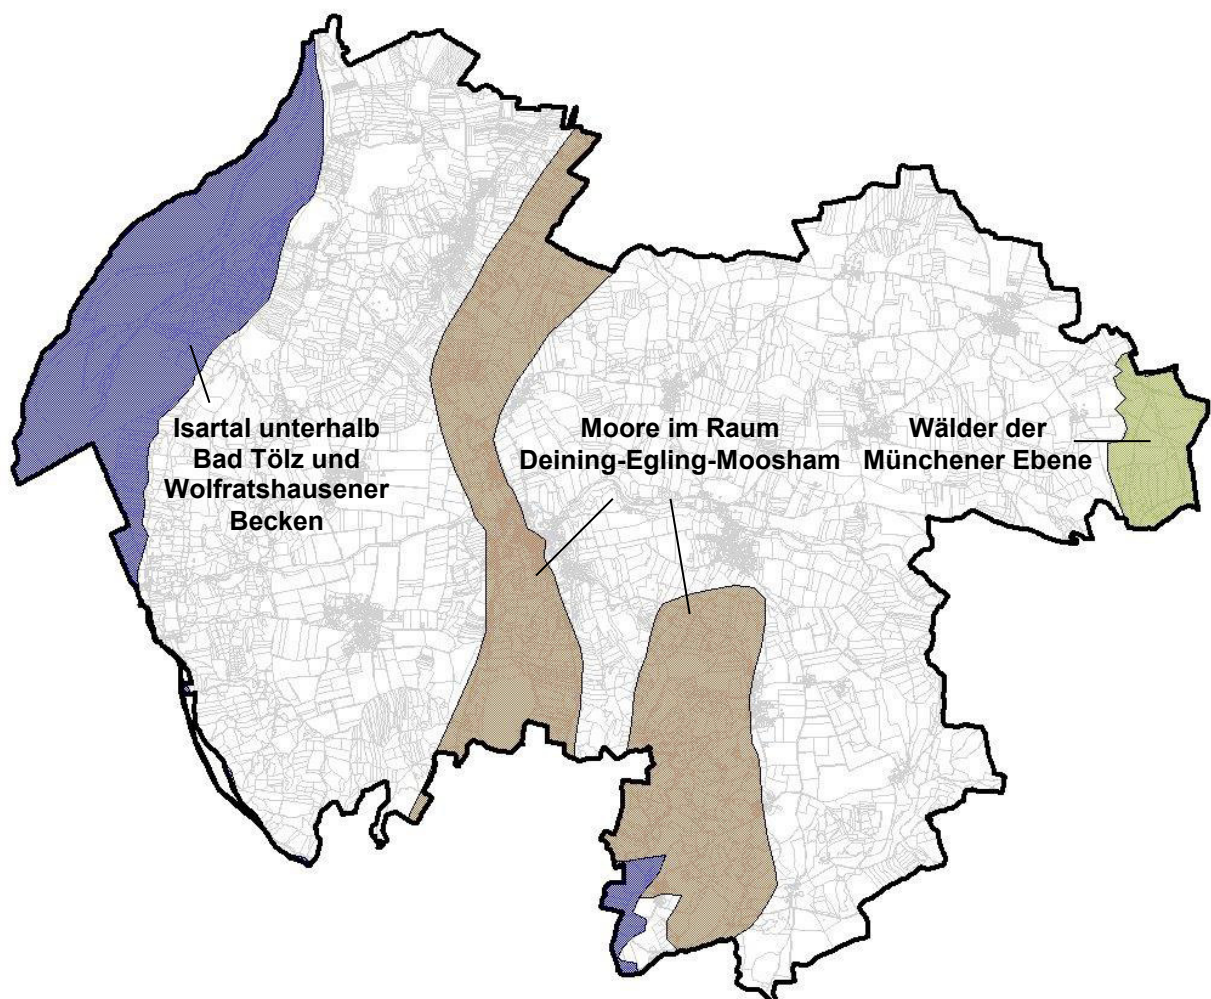 Isartal unterhalb
Bad Tölz und
Wolfratshausener
Becken
Moore im Raum
Deining-Egling-Moosham
Wälder der
Münchener Ebene